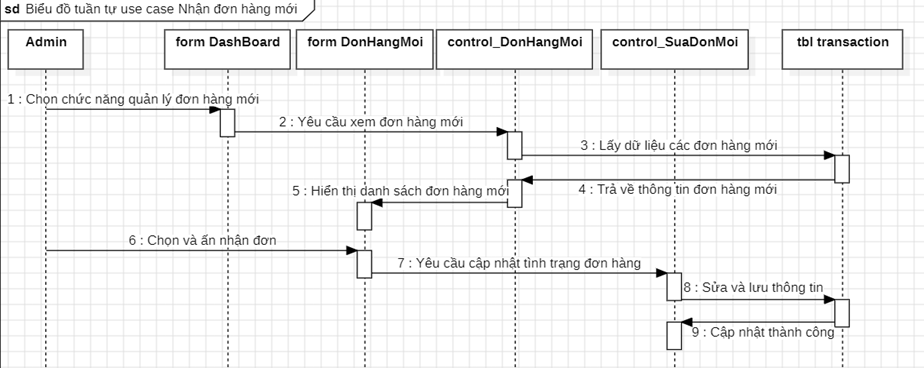 sd Biểu đồ tuần tự use case Nhận đơn hàng mới
Admin
form DashBoard
form DonHangMoi
control_DonHangMoi
control_SuaDonMoi
tbl transaction
1 : Chọn chức năng quản lý đơn hàng mới
2 : Yêu cầu xem đơn hàng mới
3 : Lấy dữ liệu các đơn hàng mới
4 : Trả về thông tin đơn hàng mới
5 : Hiển thị danh sách đơn hàng mới
6 : Chọn và ấn nhận đơn
7 : Yêu cầu cập nhật tình trạng đơn hàng
8 : Sửa và lưu thông tin
9 : Cập nhật thành công